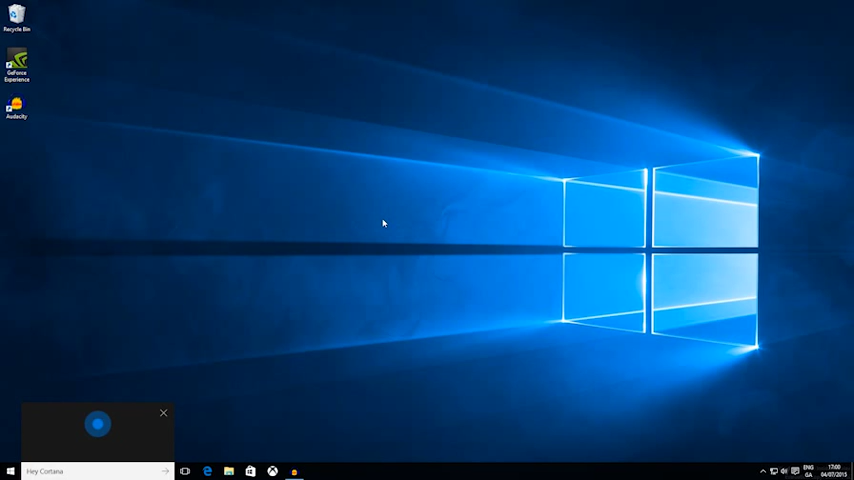 Recycle Bin
GeForce
Experience
Audacity
Hey Cortana
ENG
GA
17:00
04/07/2015